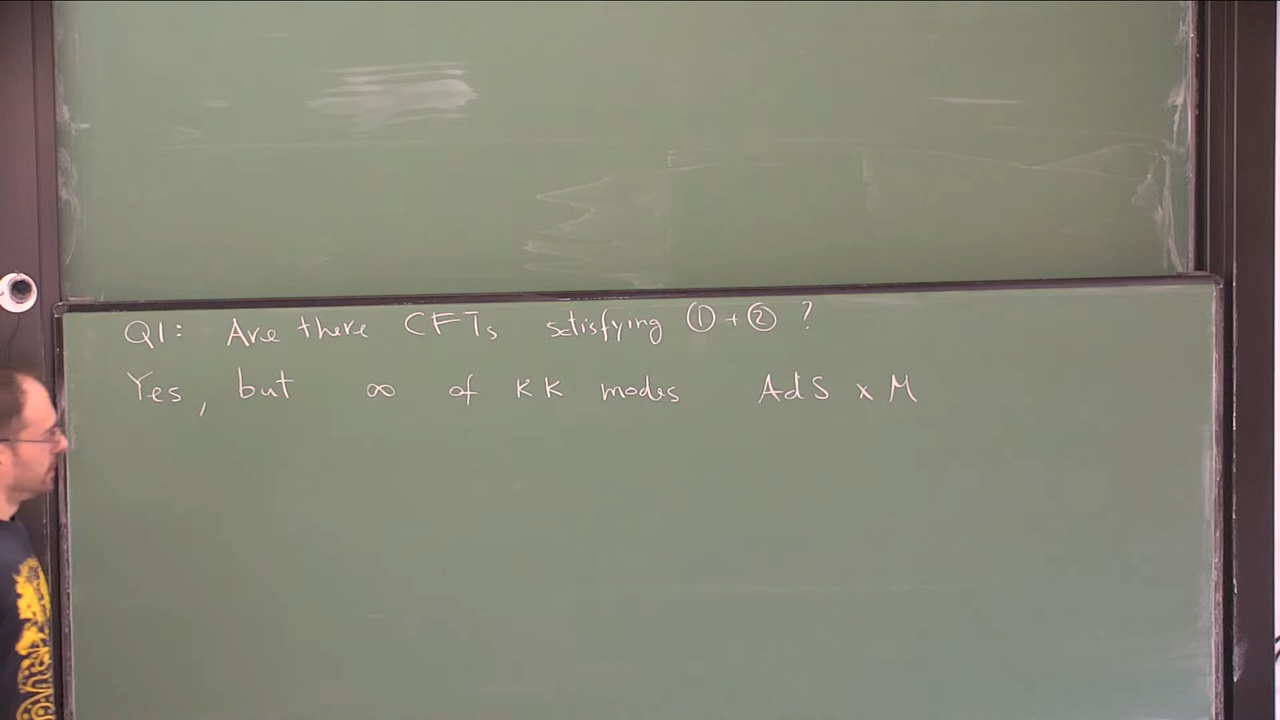 Q1: Are there CFTs satisfying ① + ② ?
Yes, but ∞ of KK modes AdS x M